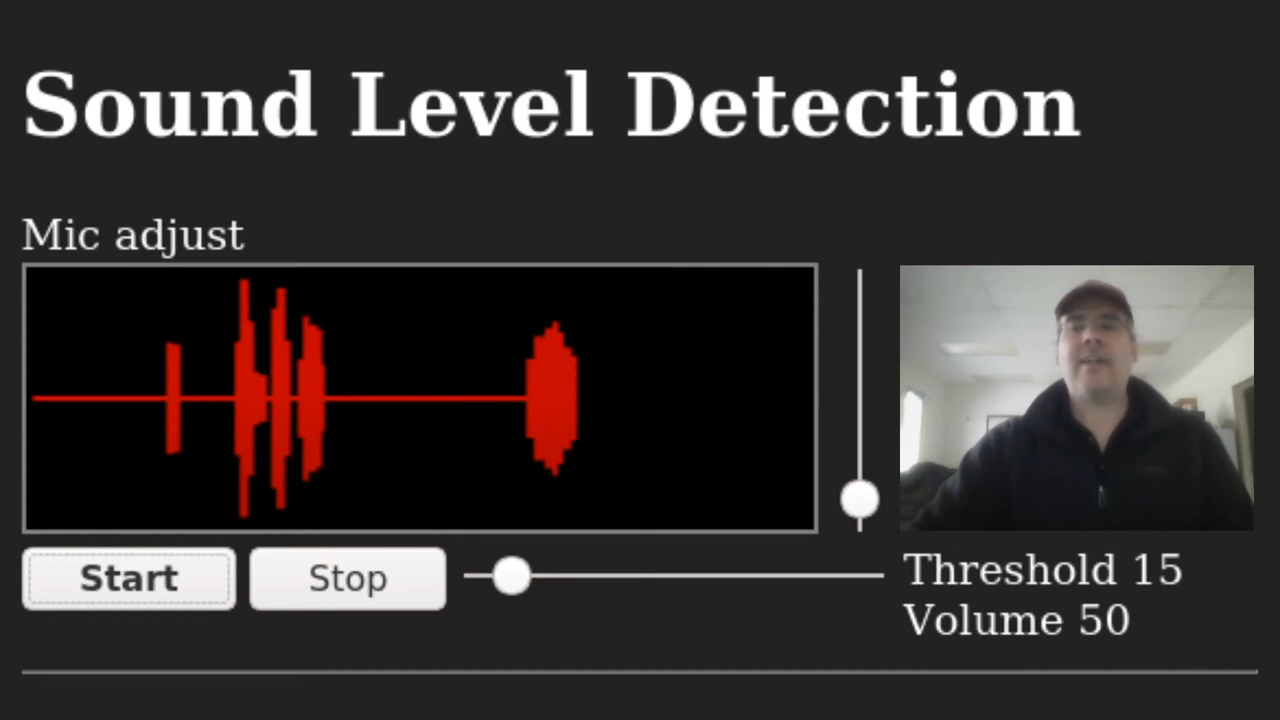 Sound Level Detection
Mic adjust
Start
Stop
Threshold 15
Volume 50